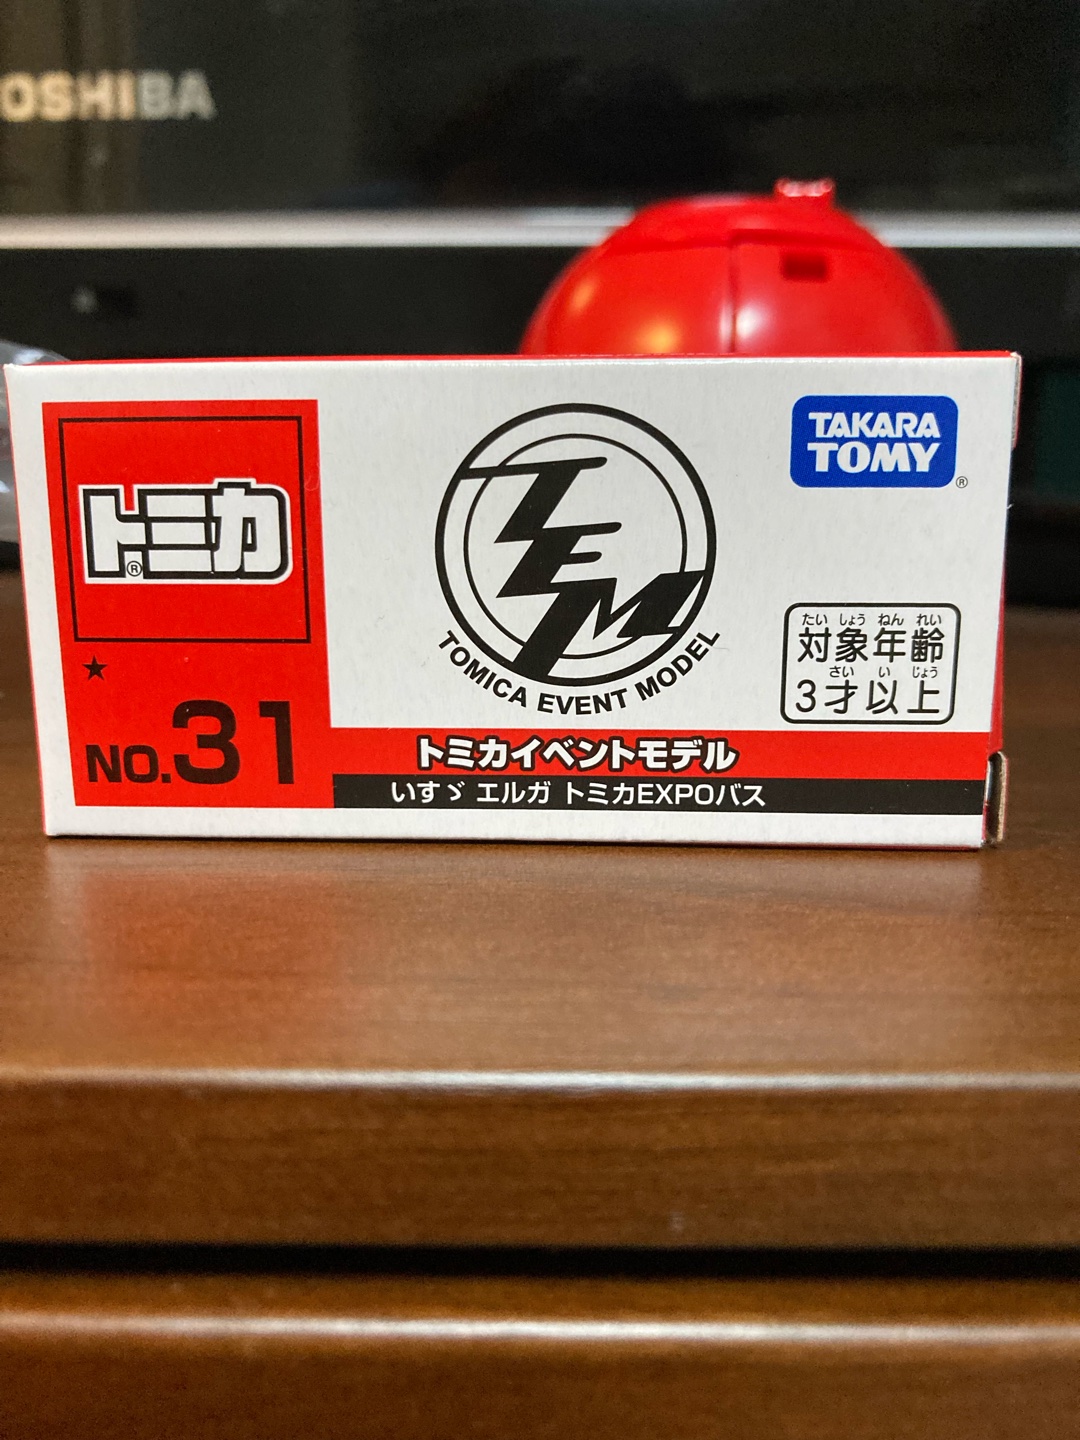 OSHIBA
トミカ
®
★
NO.31
TEM
TOMICA EVENT MODEL
TAKARA
TOMY
®
たい しょう ねん れい
対象年齢
さい い じょう
3才以上
トミカイベントモデル
いすゞ エルガ トミカEXPOバス